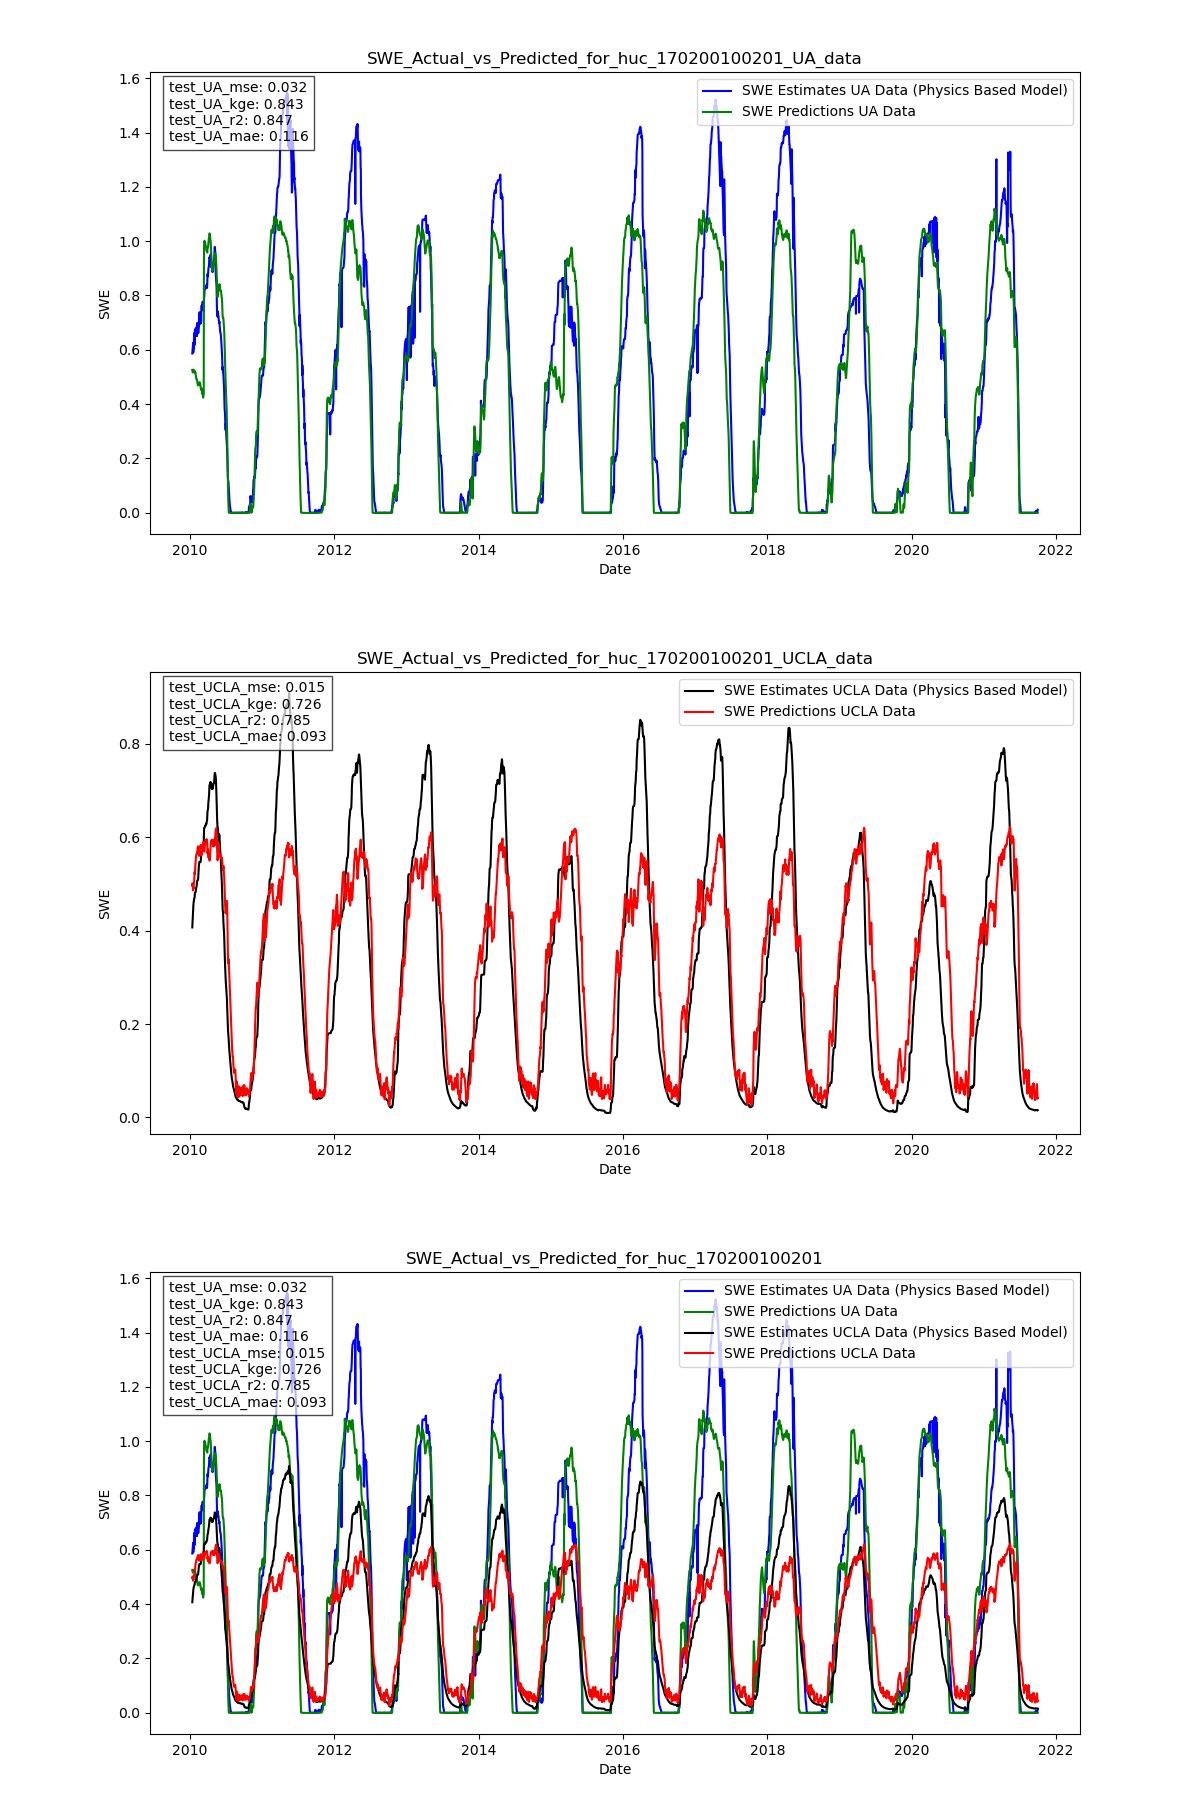 SWE_Actual_vs_Predicted_for_huc_170200100201_UA_data
test_UA_mse: 0.032
test_UA_kge: 0.843
test_UA_r2: 0.847
test_UA_mae: 0.116
SWE Estimates UA Data (Physics Based Model)
SWE Predictions UA Data
1.6
1.4
1.2
1.0
0.8
0.6
0.4
0.2
0.0
SWE
2010 2012 2014 2016 2018 2020 2022
Date
SWE_Actual_vs_Predicted_for_huc_170200100201_UCLA_data
test_UCLA_mse: 0.015
test_UCLA_kge: 0.726
test_UCLA_r2: 0.785
test_UCLA_mae: 0.093
SWE Estimates UCLA Data (Physics Based Model)
SWE Predictions UCLA Data
0.8
0.6
0.4
0.2
0.0
SWE
2010 2012 2014 2016 2018 2020 2022
Date
SWE_Actual_vs_Predicted_for_huc_170200100201
test_UA_mse: 0.032
test_UA_kge: 0.843
test_UA_r2: 0.847
test_UA_mae: 0.116
test_UCLA_mse: 0.015
test_UCLA_kge: 0.726
test_UCLA_r2: 0.785
test_UCLA_mae: 0.093
SWE Estimates UA Data (Physics Based Model)
SWE Predictions UA Data
SWE Estimates UCLA Data (Physics Based Model)
SWE Predictions UCLA Data
1.6
1.4
1.2
1.0
0.8
0.6
0.4
0.2
0.0
SWE
2010 2012 2014 2016 2018 2020 2022
Date